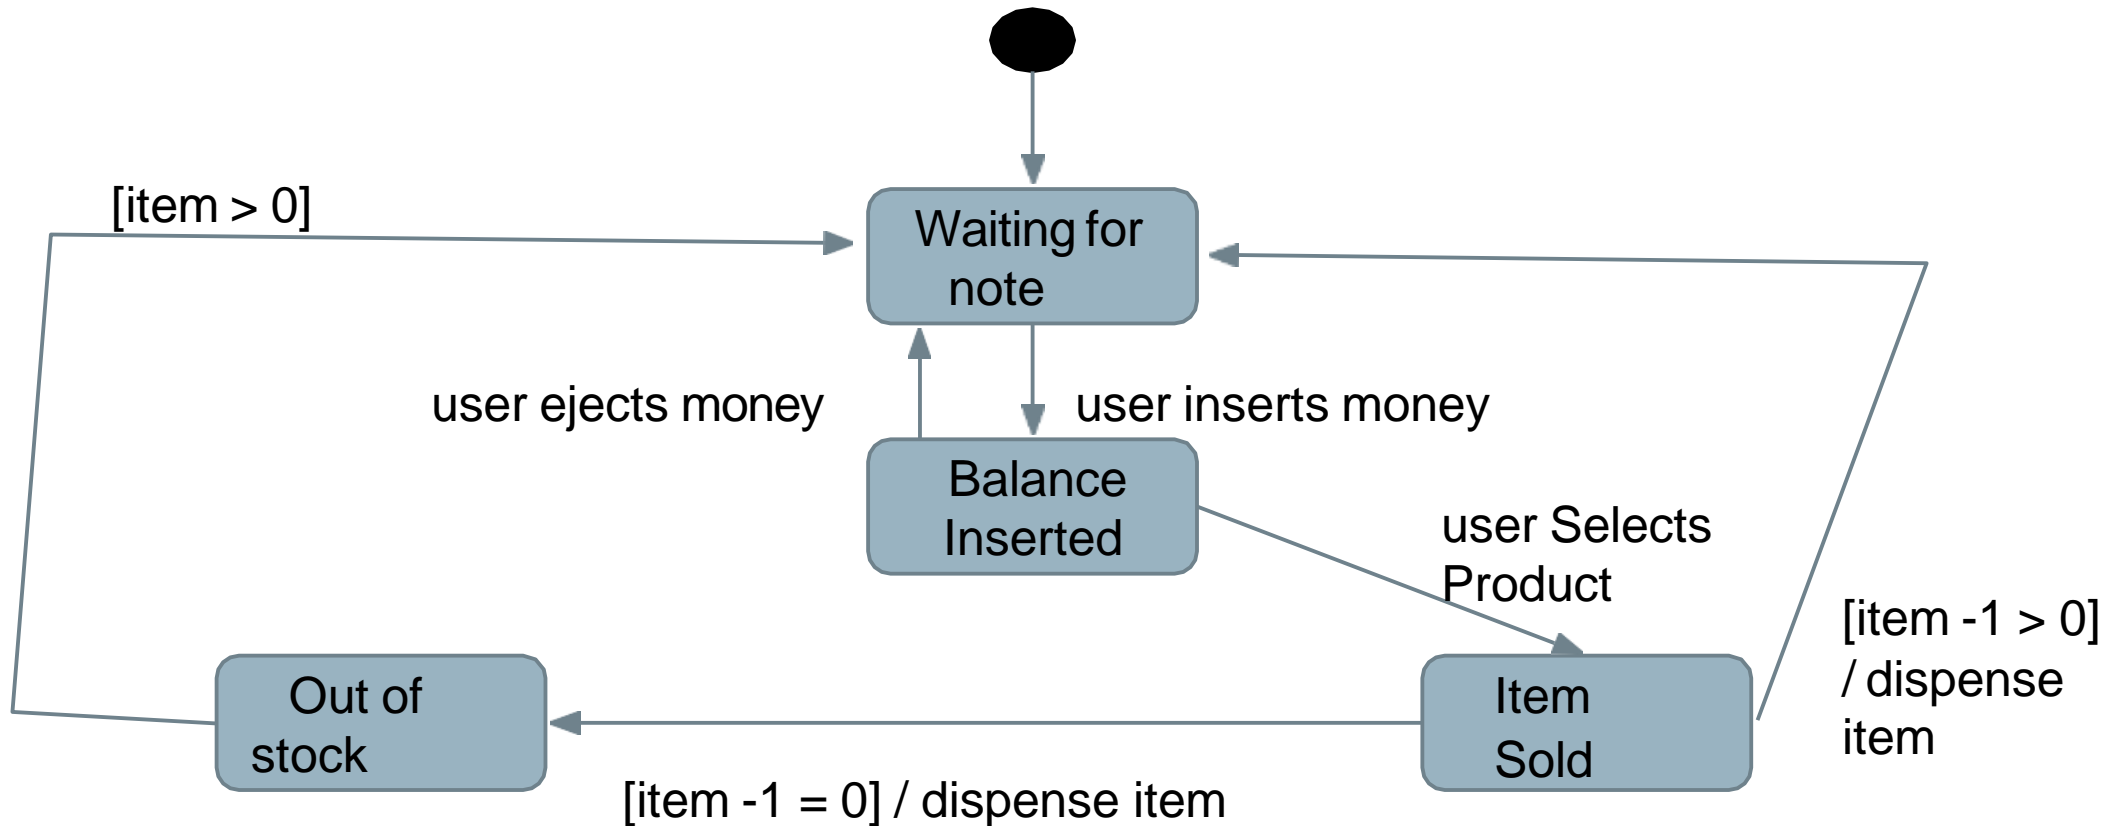 [item > 0]
Waiting for
note
user ejects money
user inserts money
Balance
Inserted
user Selects
Product
[item -1 > 0]
/ dispense
item
Out of
stock
Item
Sold
[item -1 = 0] / dispense item